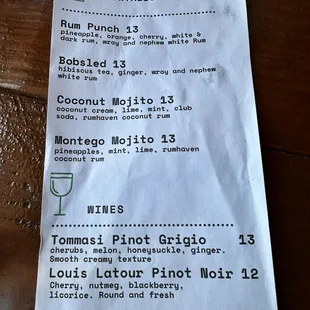 Rum Punch 13
pineapple, orange, cherry, white &
dark rum, wray and nephew white Rum
Bobsled 13
hibiscus tea, ginger, wray and nephew
white rum
Coconut Mojito 13
coconut cream, lime, mint, club
soda, rumhaven coconut rum
Montego Mojito 13
pineapples, mint, lime, rumhaven
coconut rum
WINES
Tommasi Pinot Grigio 13
cherubs, melon, honeysuckle, ginger.
Smooth creamy texture
Louis Latour Pinot Noir 12
Cherry, nutmeg, blackberry,
licorice. Round and fresh